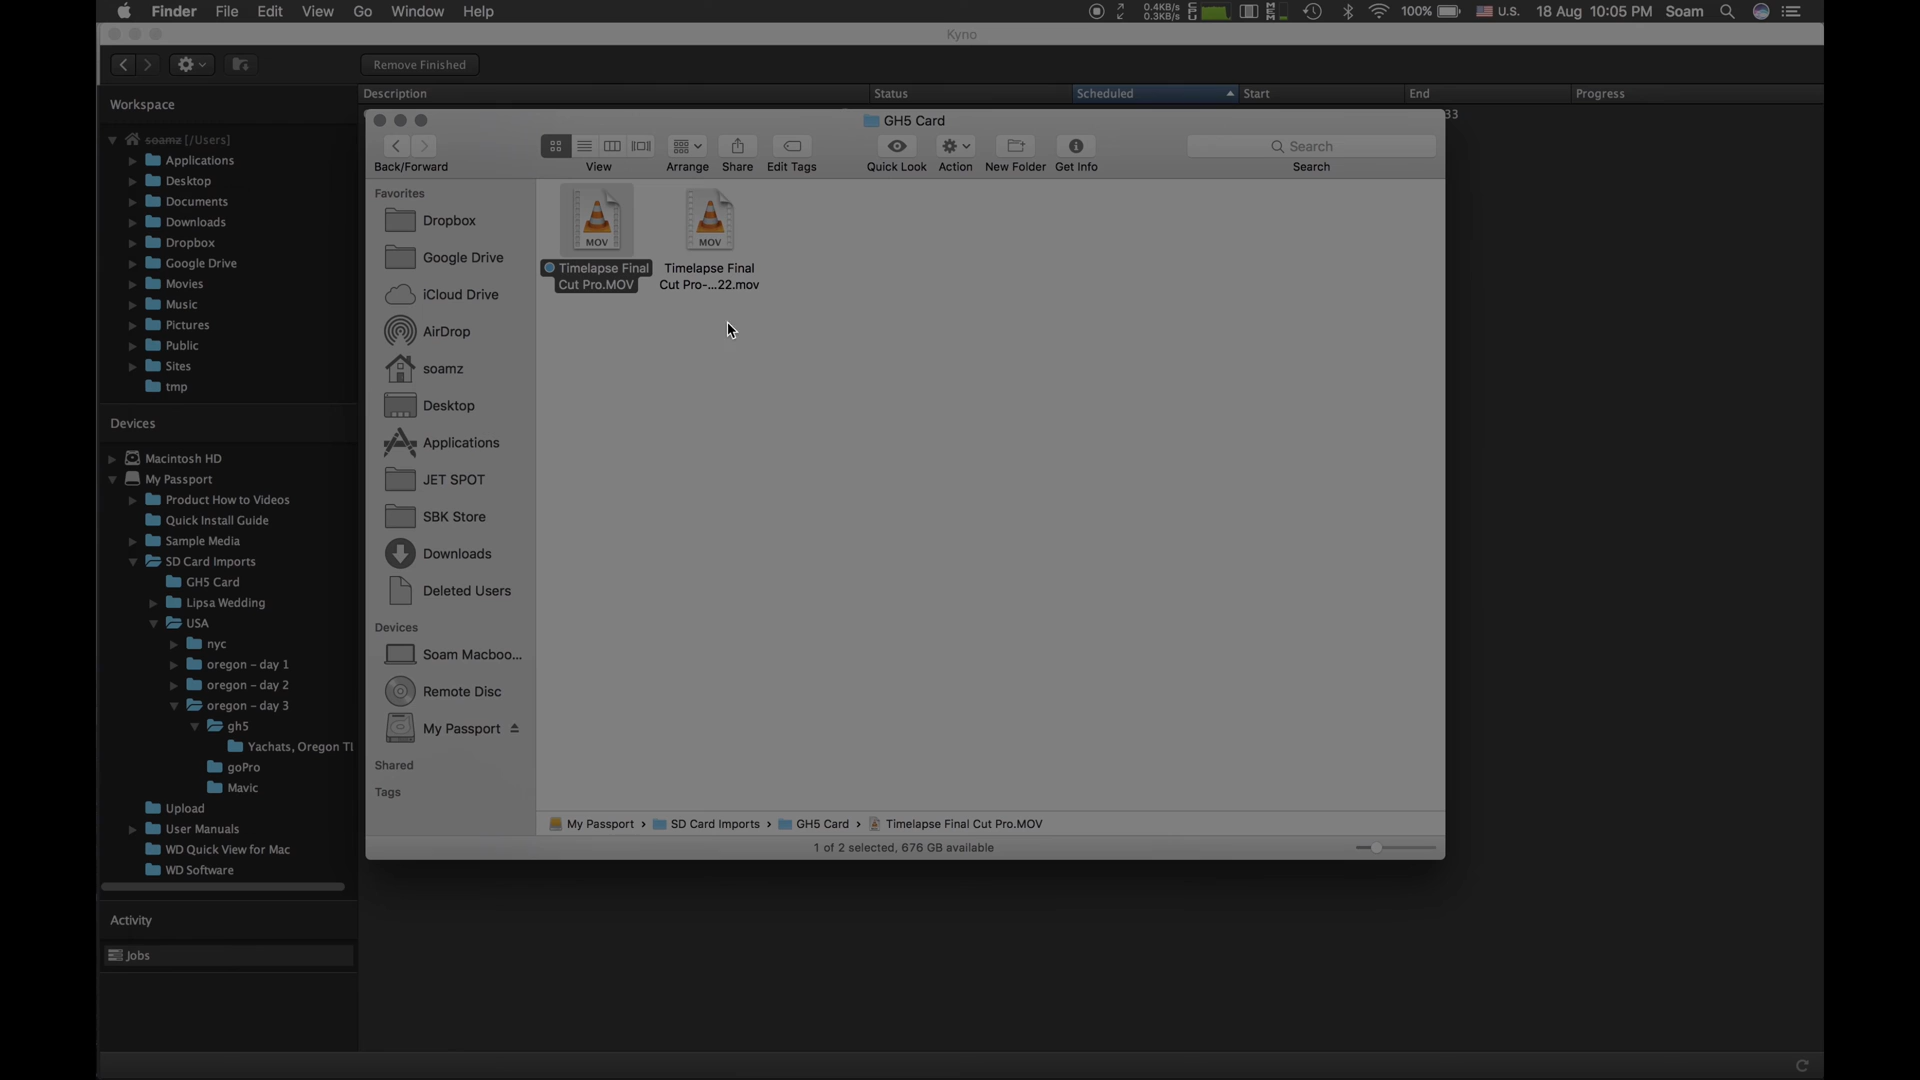 Finder File Edit View Go Window Help
0.4KB/s
0.3KB/s
CPU
MEM
100%
U.S.
18 Aug 10:05 PM
Soam
Kyno
Remove Finished
Workspace
Description Status Scheduled Start End Progress
33
soamz [/Users]
Applications
Desktop
Documents
Downloads
Dropbox
Google Drive
Movies
Music
Pictures
Public
Sites
tmp
Devices
Macintosh HD
My Passport
Product How to Videos
Quick Install Guide
Sample Media
SD Card Imports
GH5 Card
Lipsa Wedding
USA
nyc
oregon – day 1
oregon – day 2
oregon – day 3
gh5
Yachats, Oregon TL
goPro
Mavic
Upload
User Manuals
WD Quick View for Mac
WD Software
Activity
Jobs
GH5 Card
Back/Forward View Arrange Share Edit Tags Quick Look Action New Folder Get Info
Search
Search
Favorites
Dropbox
Google Drive
iCloud Drive
AirDrop
soamz
Desktop
Applications
JET SPOT
SBK Store
Downloads
Deleted Users
Devices
Soam Macboo...
Remote Disc
My Passport
Shared
Tags
MOV
Timelapse Final
Cut Pro.MOV
MOV
Timelapse Final
Cut Pro-...22.mov
My Passport › SD Card Imports › GH5 Card › Timelapse Final Cut Pro.MOV
1 of 2 selected, 676 GB available